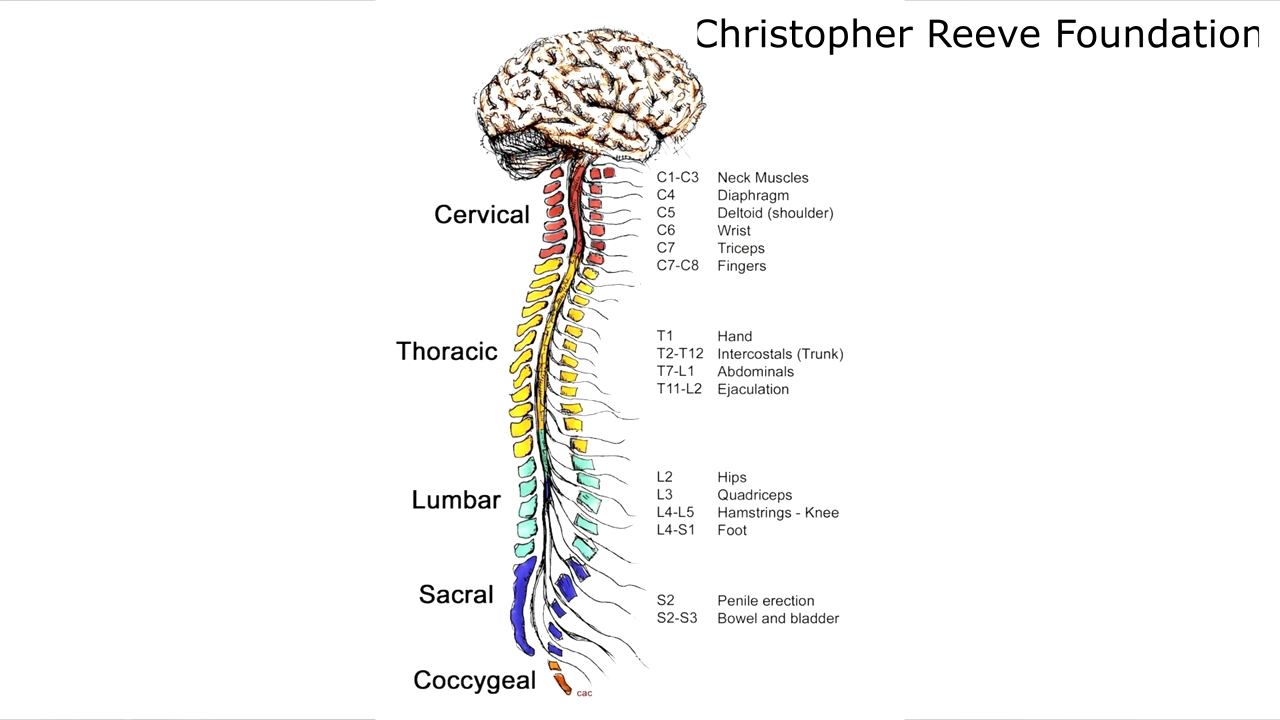 Christopher Reeve Foundation
Cervical
C1-C3 Neck Muscles
C4 Diaphragm
C5 Deltoid (shoulder)
C6 Wrist
C7 Triceps
C7-C8 Fingers
Thoracic
T1 Hand
T2-T12 Intercostals (Trunk)
T7-L1 Abdominals
T11-L2 Ejaculation
Lumbar
L2 Hips
L3 Quadriceps
L4-L5 Hamstrings - Knee
L4-S1 Foot
Sacral
S2 Penile erection
S2-S3 Bowel and bladder
Coccygeal
cac